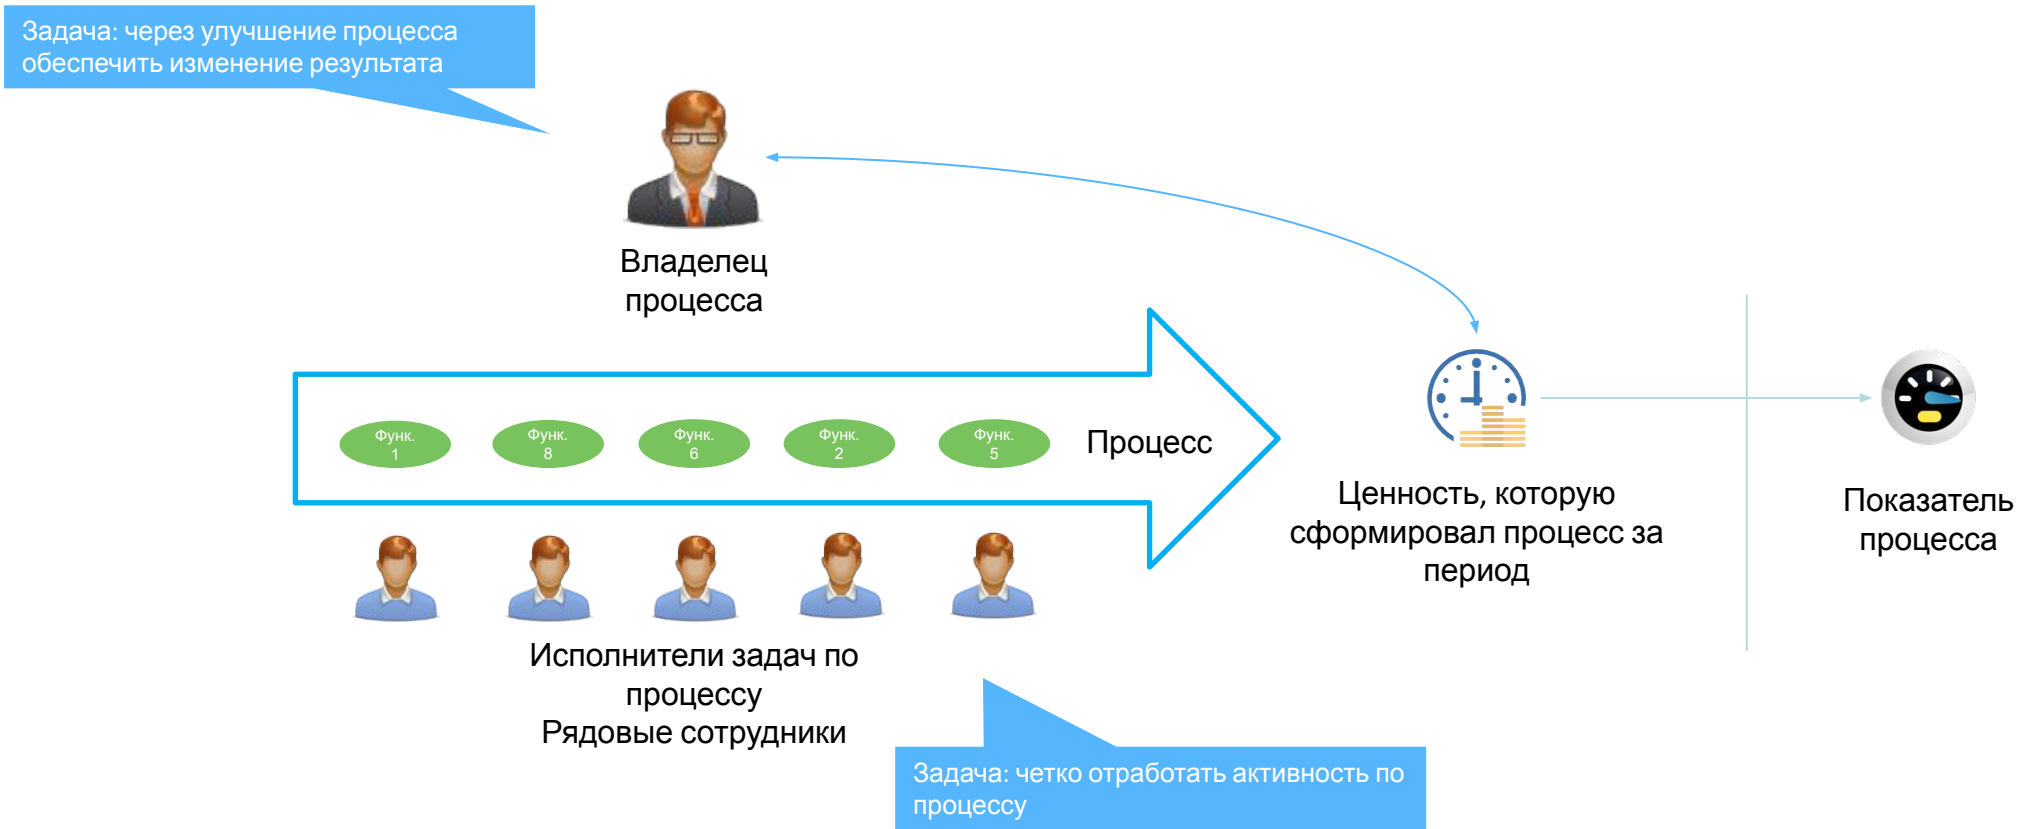 Задача: через улучшение процесса
обеспечить изменение результата
Владелец
процесса
Функ.
1
Функ.
8
Функ.
6
Функ.
2
Функ.
5
Процесс
Ценность, которую
сформировал процесс за
период
Показатель
процесса
Исполнители задач по
процессу
Рядовые сотрудники
Задача: четко отработать активность по
процессу